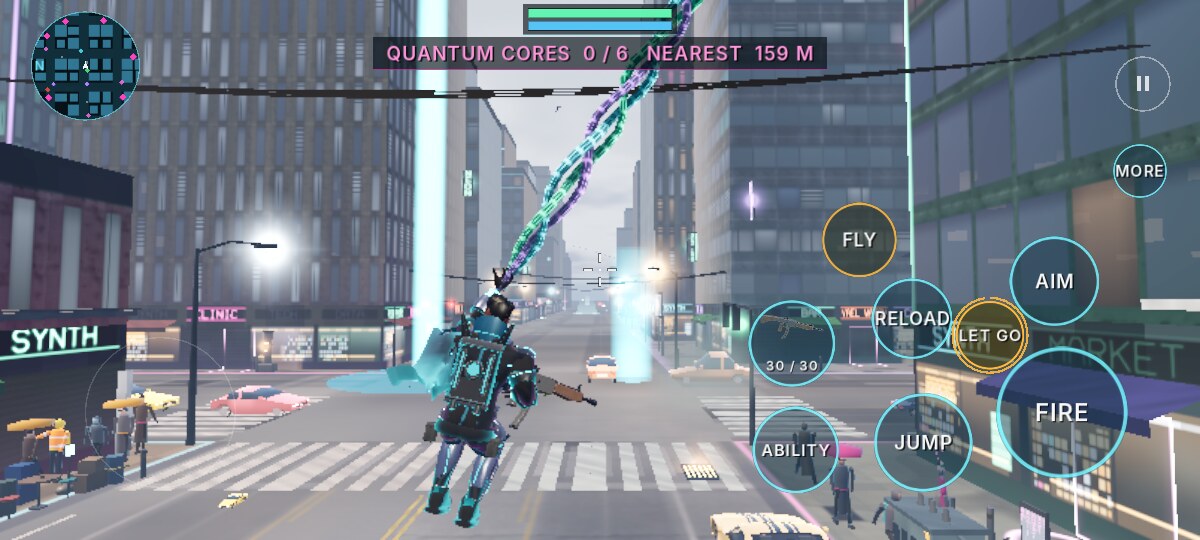 QUANTUM CORES 0 / 6 NEAREST 159 M
N
MORE
FLY
AIM
RELOAD
LET GO
30 / 30
FIRE
ABILITY
JUMP
SYNTH
CLINIC
MARKET